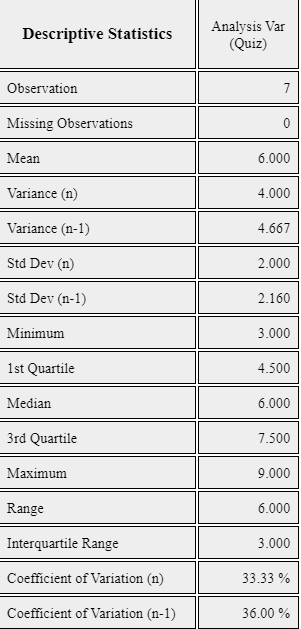 Descriptive Statistics Analysis Var
(Quiz)
Observation 7
Missing Observations 0
Mean 6.000
Variance (n) 4.000
Variance (n-1) 4.667
Std Dev (n) 2.000
Std Dev (n-1) 2.160
Minimum 3.000
1st Quartile 4.500
Median 6.000
3rd Quartile 7.500
Maximum 9.000
Range 6.000
Interquartile Range 3.000
Coefficient of Variation (n) 33.33 %
Coefficient of Variation (n-1) 36.00 %